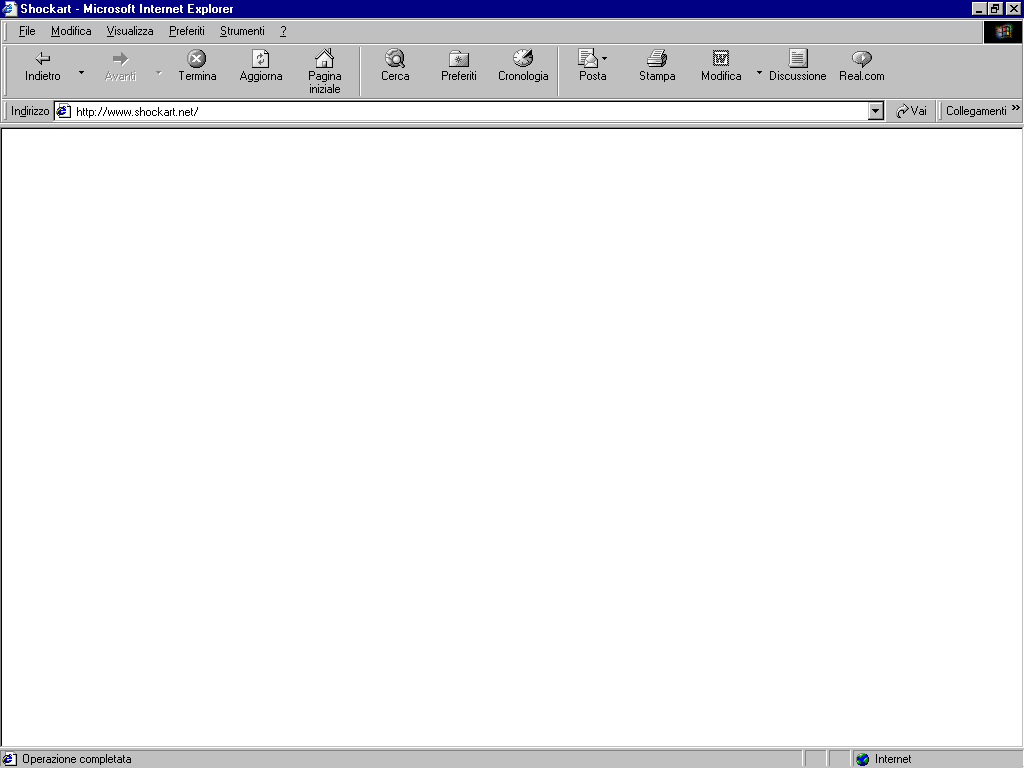 Shockart - Microsoft Internet Explorer
File Modifica Visualizza Preferiti Strumenti ?
Indietro Avanti Termina Aggiorna Pagina iniziale Cerca Preferiti Cronologia Posta Stampa Modifica Discussione Real.com
Indirizzo http://www.shockart.net/ Vai Collegamenti »
Operazione completata Internet